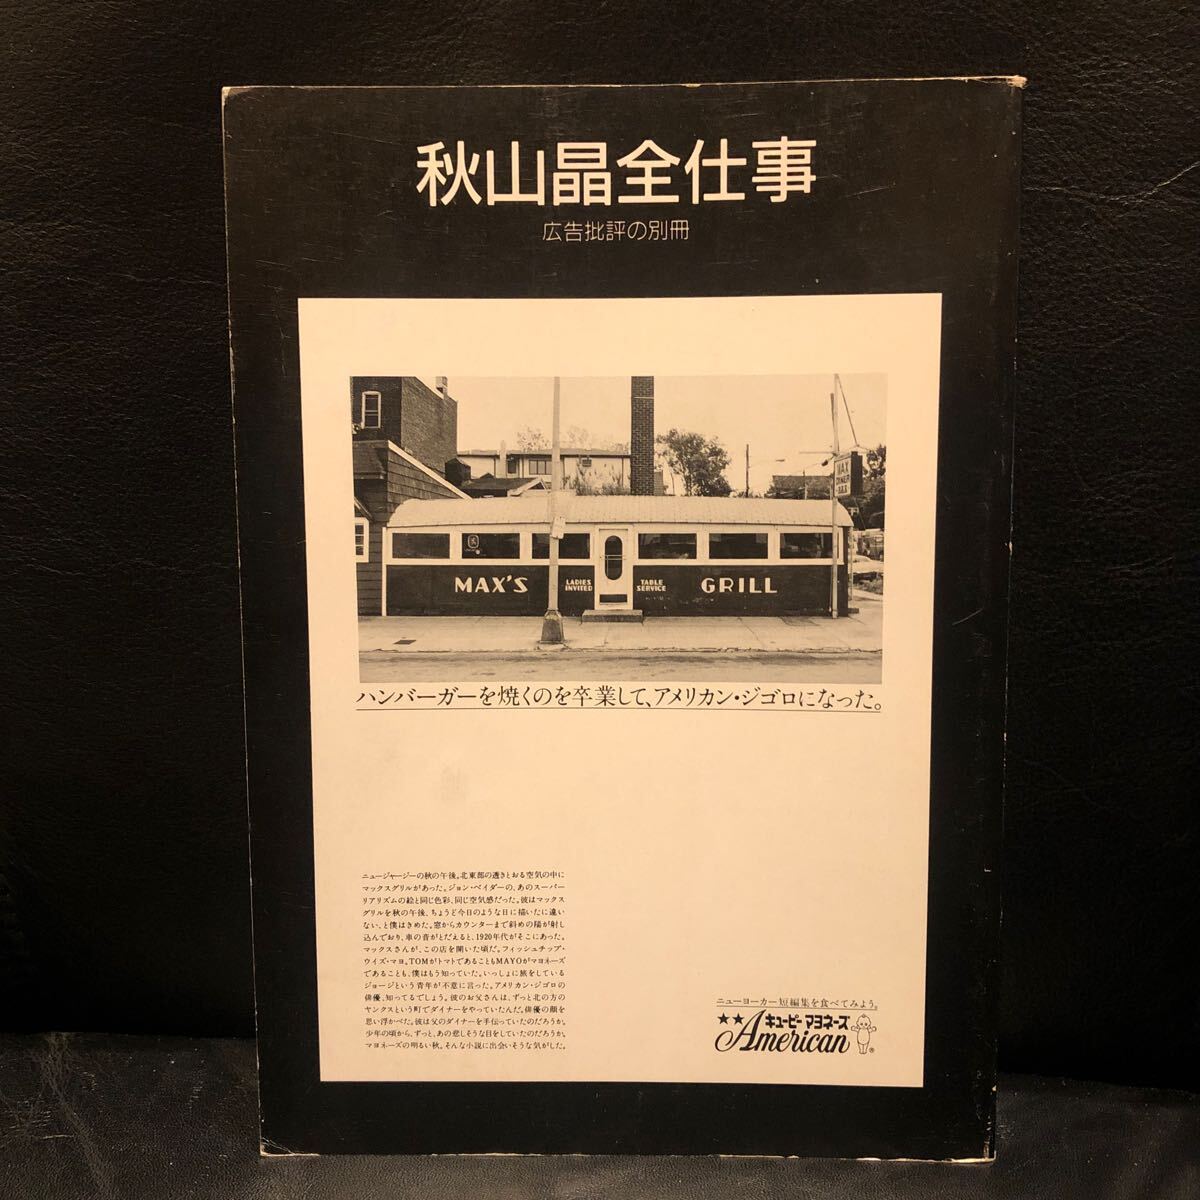 秋山晶全仕事
広告批評の別冊
MAX
DINER
MAX'S
LADIES
INVITED
TABLE
SERVICE
GRILL
ハンバーガーを焼くのを卒業して、アメリカン・ジゴロになった。
ニュージャージーの秋の午後。北東部の透きとおる空気の中に
マックスグリルがあった。ジョン・ベイダーの、あのスーパー
リアリズムの絵と同じ色彩、同じ空気感だった。彼はマックス
グリルを秋の午後、ちょうど今日のような日に描いたに違い
ない、と僕はきめた。窓からカウンターまで斜めの陽が射し
込んでおり、車の音がとだえると、1920年代がそこにあった。
マックスさんが、この店を開いた頃だ。フィッシュチップ・
ウイズ・マヨ。TOMがトマトであることもMAYOがマヨネーズ
であることも、僕はもう知っていた。いっしょに旅をしている
ジョージという青年が不意に言った。アメリカン・ジゴロの
俳優、知ってるでしょう。彼のお父さんは、ずっと北の方の
ヤンクスという町でダイナーをやっていたんだ。俳優の顔を
思い浮かべた。彼は父のダイナーを手伝っていたのだろうか。
少年の頃から、ずっと、あの悲しそうな目をしていたのだろうか。
マヨネーズの明るい秋。そんな小説に出会いそうな気がした。
ニューヨーカー短編集を食べてみよう。
★★キユーピー マヨネーズ
American ®